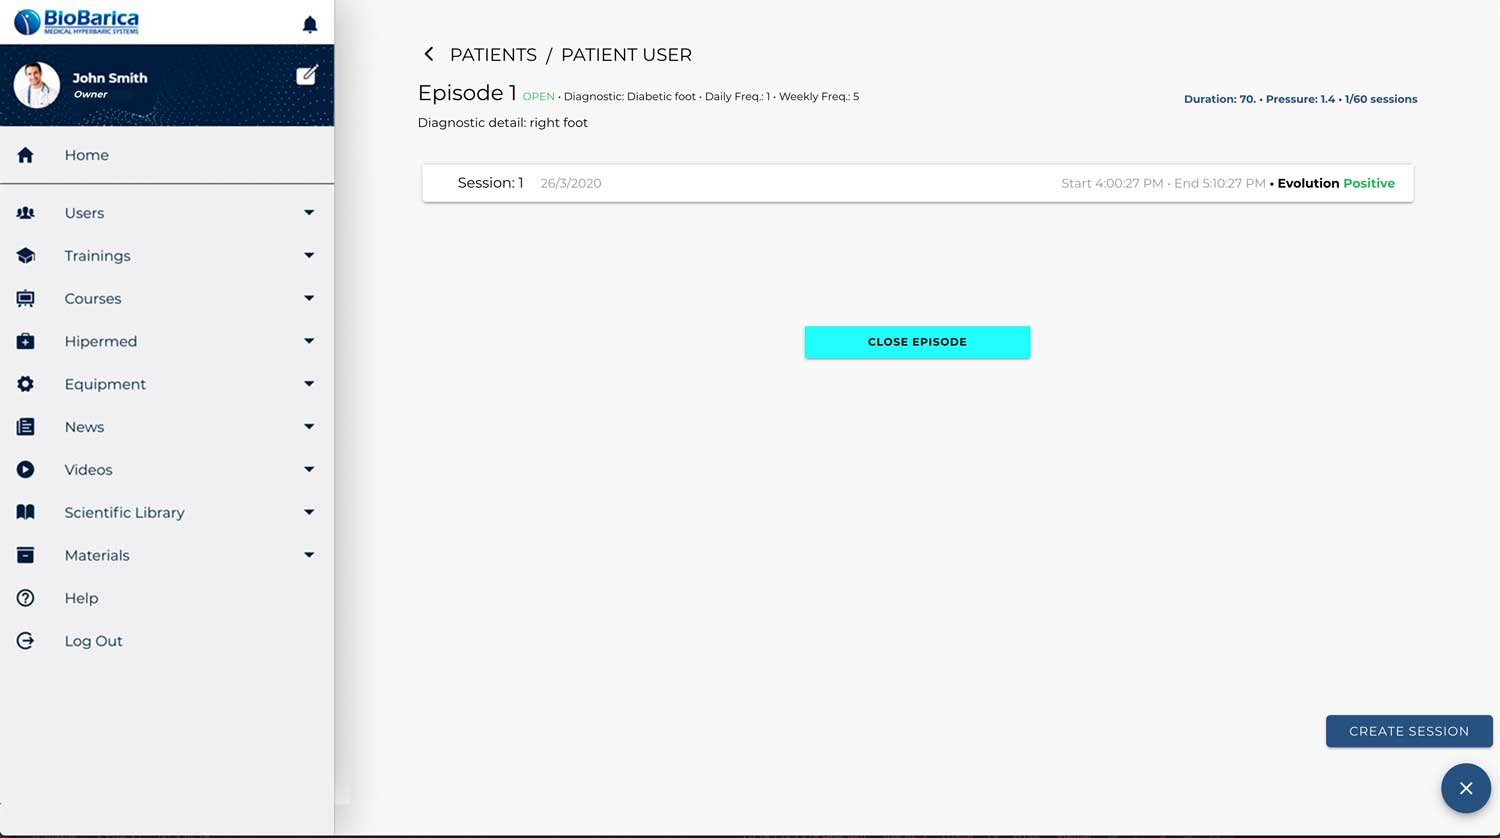 BioBarica
MEDICAL HYPERBARIC SYSTEMS
John Smith
Owner
Home
Users
Trainings
Courses
Hipermed
Equipment
News
Videos
Scientific Library
Materials
Help
Log Out
PATIENTS / PATIENT USER
Episode 1 OPEN • Diagnostic: Diabetic foot • Daily Freq.: 1 • Weekly Freq.: 5
Duration: 70. • Pressure: 1.4 • 1/60 sessions
Diagnostic detail: right foot
Session: 1 26/3/2020 Start 4:00:27 PM • End 5:10:27 PM • Evolution Positive
CLOSE EPISODE
CREATE SESSION